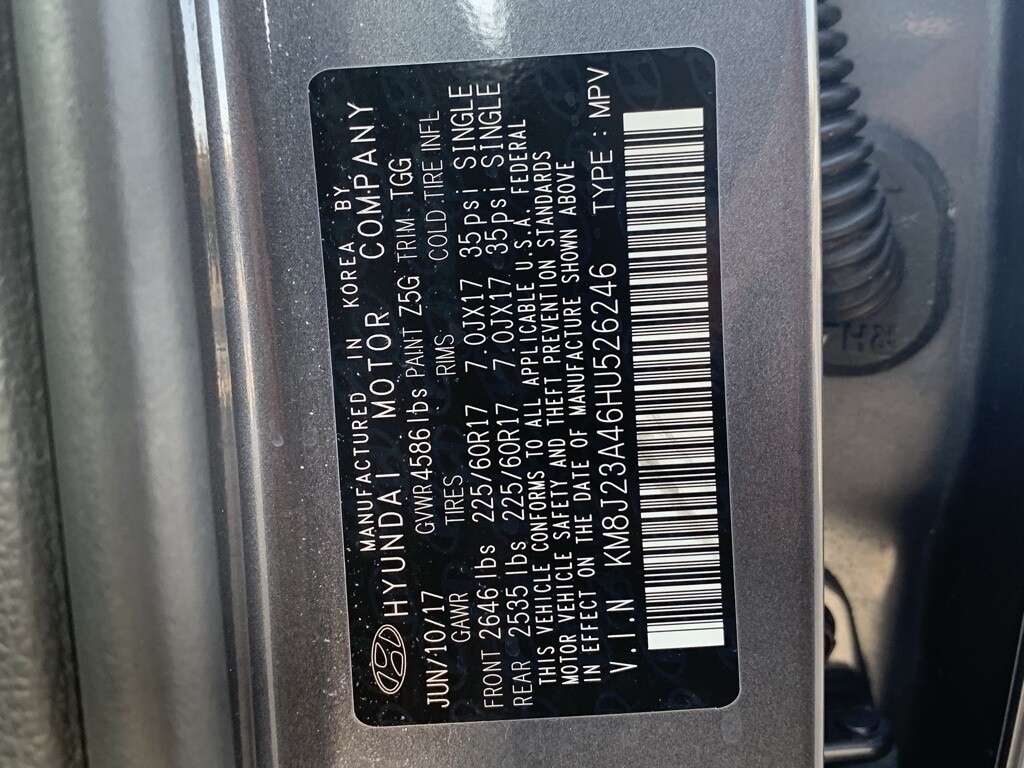 MANUFACTURED IN KOREA BY
HYUNDAI MOTOR COMPANY
JUN/10/17 GVWR 4586 lbs PAINT Z5G TRIM TGG
GAWR TIRES RIMS COLD TIRE INFL
FRONT 2646 lbs 225/60R17 7.0JX17 35psi SINGLE
REAR 2535 lbs 225/60R17 7.0JX17 35psi SINGLE
THIS VEHICLE CONFORMS TO ALL APPLICABLE U.S.A. FEDERAL
MOTOR VEHICLE SAFETY AND THEFT PREVENTION STANDARDS
IN EFFECT ON THE DATE OF MANUFACTURE SHOWN ABOVE
V.I.N KM8J23A46HU526246 TYPE : MPV